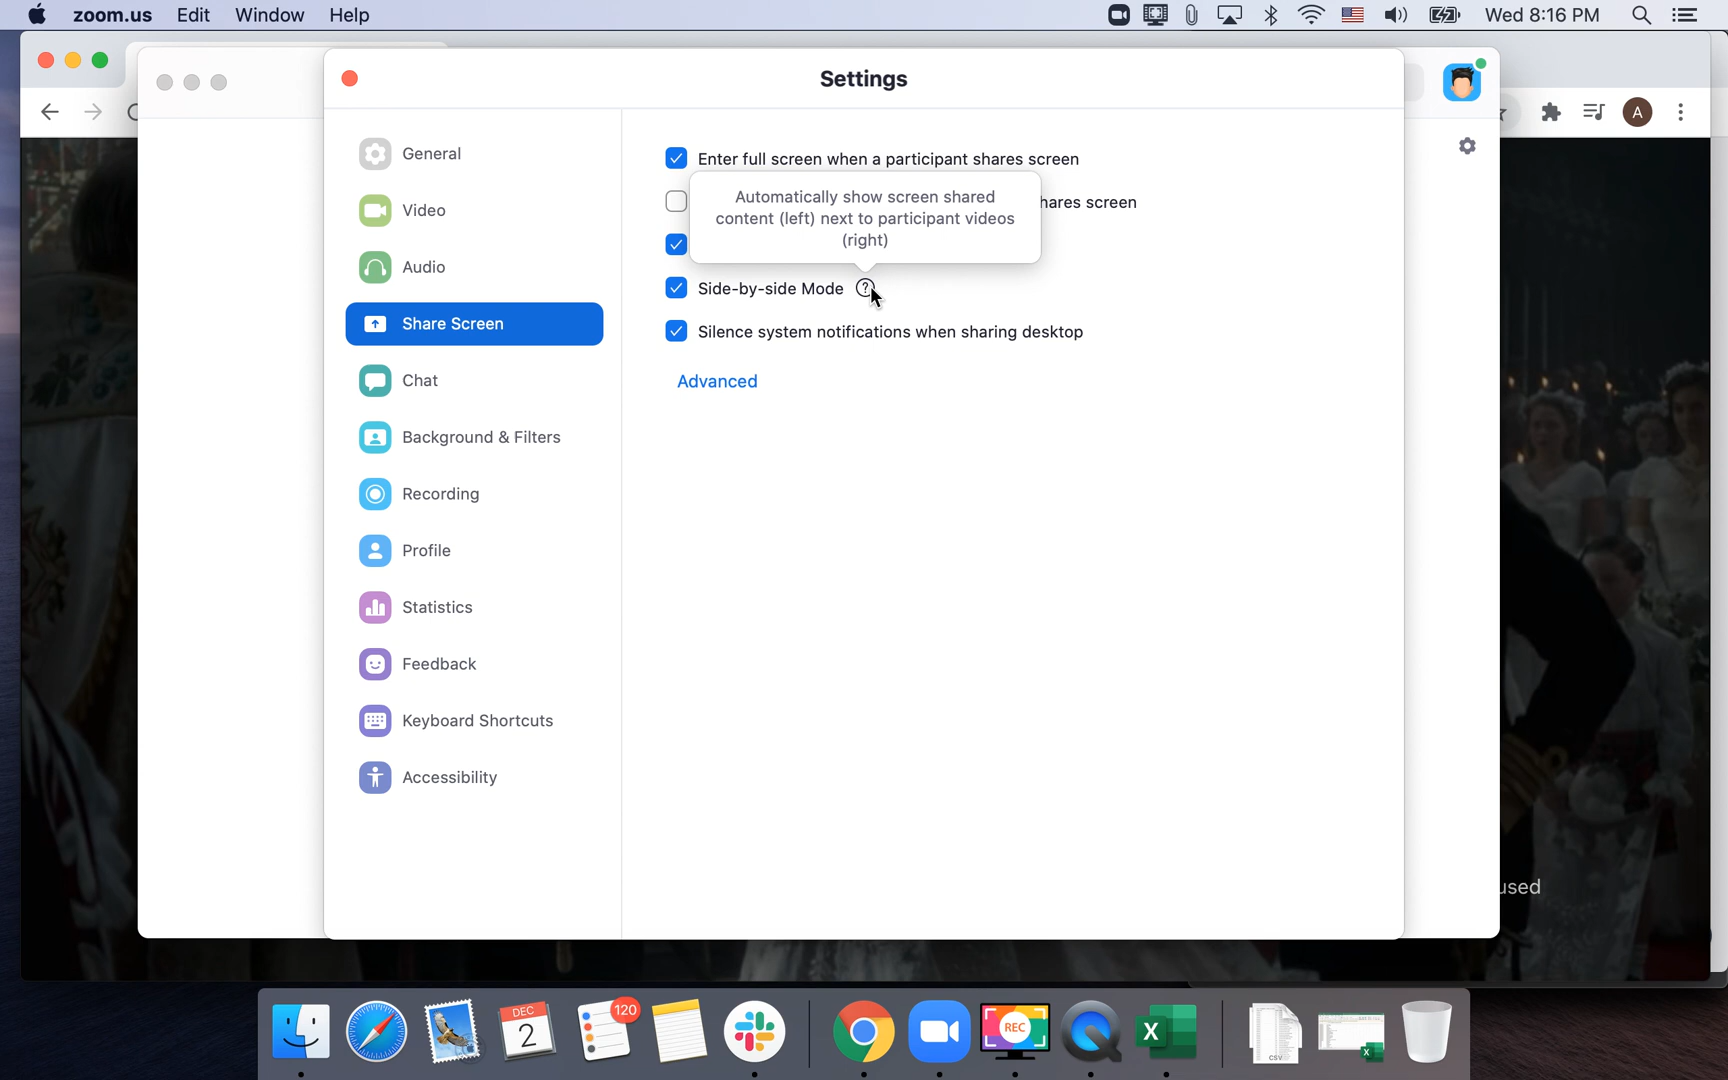 zoom.us Edit Window Help Wed 8:16 PM
Settings
A
General
Video
Audio
Share Screen
Chat
Background & Filters
Recording
Profile
Statistics
Feedback
Keyboard Shortcuts
Accessibility
Enter full screen when a participant shares screen
hares screen
Automatically show screen shared
content (left) next to participant videos
(right)
Side-by-side Mode ?
Silence system notifications when sharing desktop
Advanced
used
DEC
2
120
REC
X
CSV
X